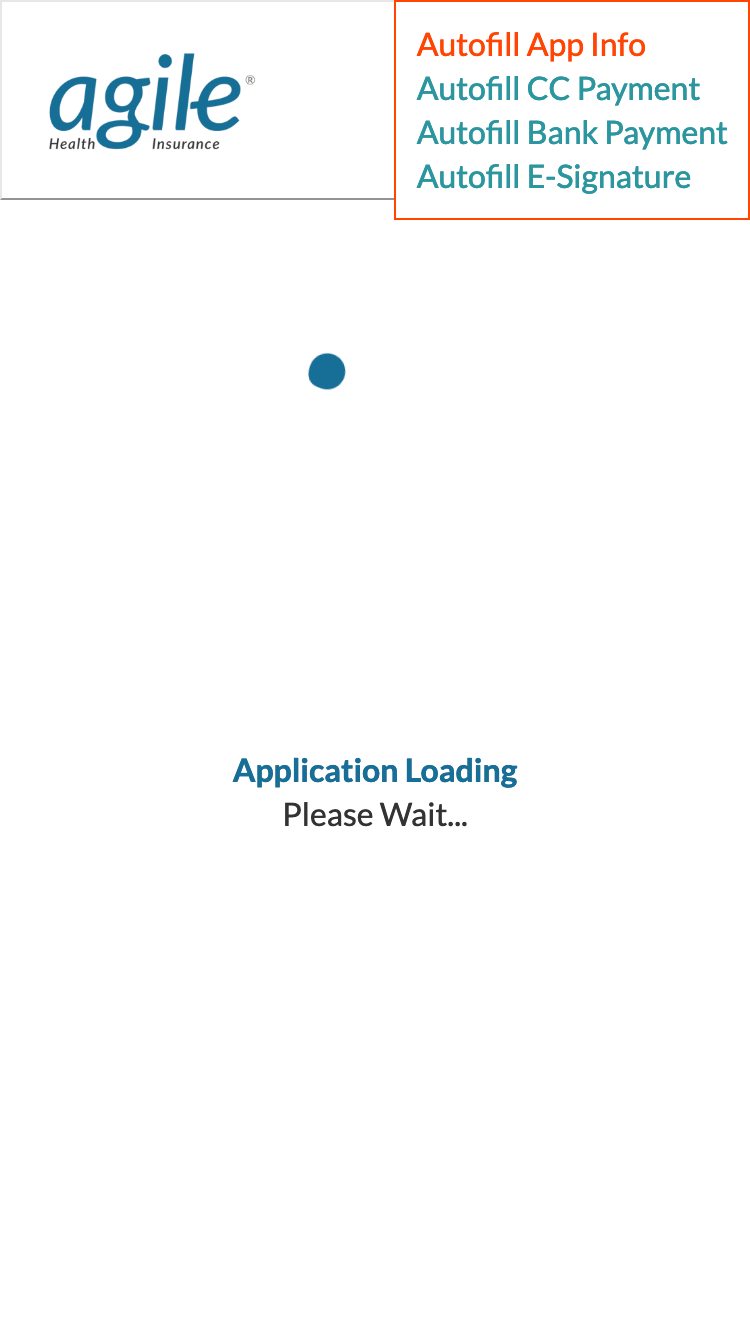 agile®
Health Insurance
Autofill App Info
Autofill CC Payment
Autofill Bank Payment
Autofill E-Signature
Application Loading
Please Wait...